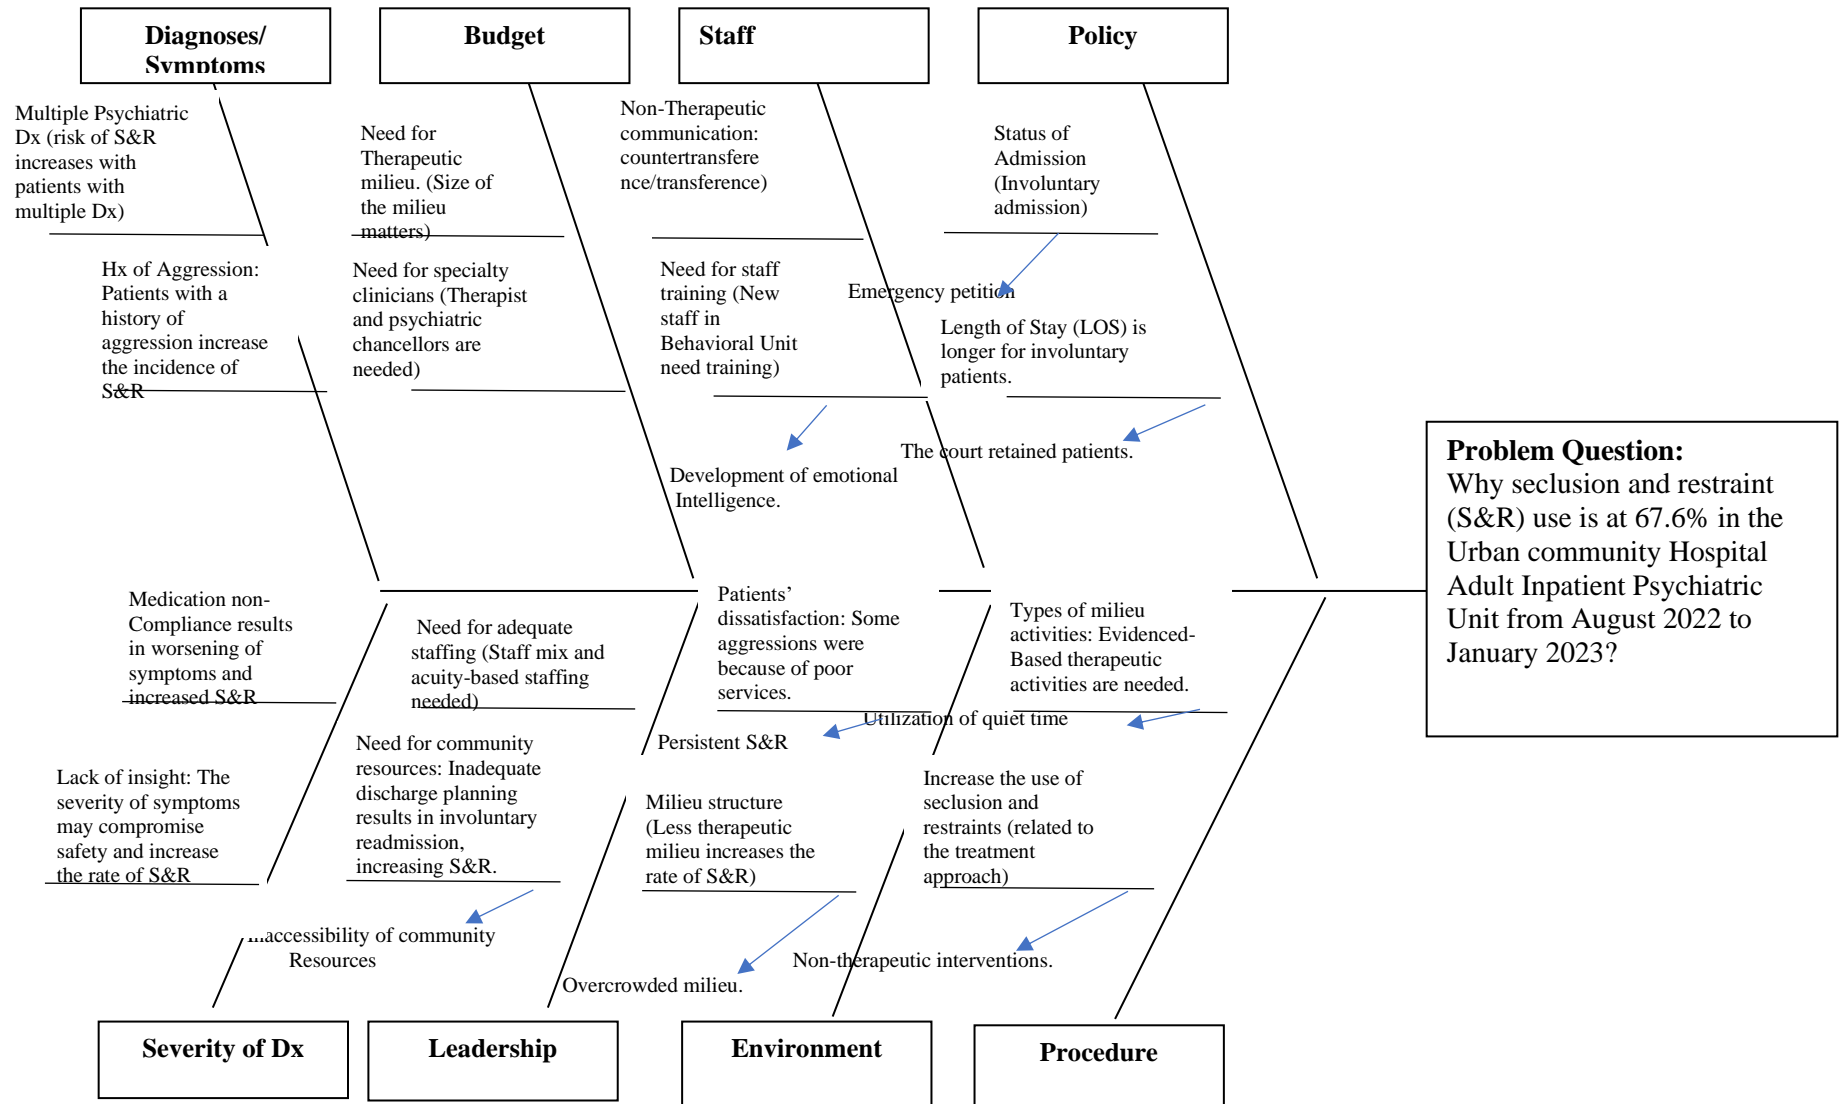 Diagnoses/
Symptoms
Budget
Staff
Policy
Multiple Psychiatric
Dx (risk of S&R
increases with
patients with
multiple Dx)
Need for
Therapeutic
milieu. (Size of
the milieu
matters)
Non-Therapeutic
communication:
countertransfere
nce/transference)
Status of
Admission
(Involuntary
admission)
Hx of Aggression:
Patients with a
history of
aggression increase
the incidence of
S&R
Need for specialty
clinicians (Therapist
and psychiatric
chancellors are
needed)
Need for staff
training (New
staff in
Behavioral Unit
need training)
Emergency petition
Length of Stay (LOS) is
longer for involuntary
patients.
Development of emotional
Intelligence.
The court retained patients.
Problem Question:
Why seclusion and restraint
(S&R) use is at 67.6% in the
Urban community Hospital
Adult Inpatient Psychiatric
Unit from August 2022 to
January 2023?
Medication non-
Compliance results
in worsening of
symptoms and
increased S&R
Need for adequate
staffing (Staff mix and
acuity-based staffing
needed)
Patients’
dissatisfaction: Some
aggressions were
because of poor
services.
Types of milieu
activities: Evidenced-
Based therapeutic
activities are needed.
Utilization of quiet time
Persistent S&R
Lack of insight: The
severity of symptoms
may compromise
safety and increase
the rate of S&R
Need for community
resources: Inadequate
discharge planning
results in involuntary
readmission,
increasing S&R.
Milieu structure
(Less therapeutic
milieu increases the
rate of S&R)
Increase the use of
seclusion and
restraints (related to
the treatment
approach)
Inaccessibility of community
Resources
Overcrowded milieu.
Non-therapeutic interventions.
Severity of Dx
Leadership
Environment
Procedure